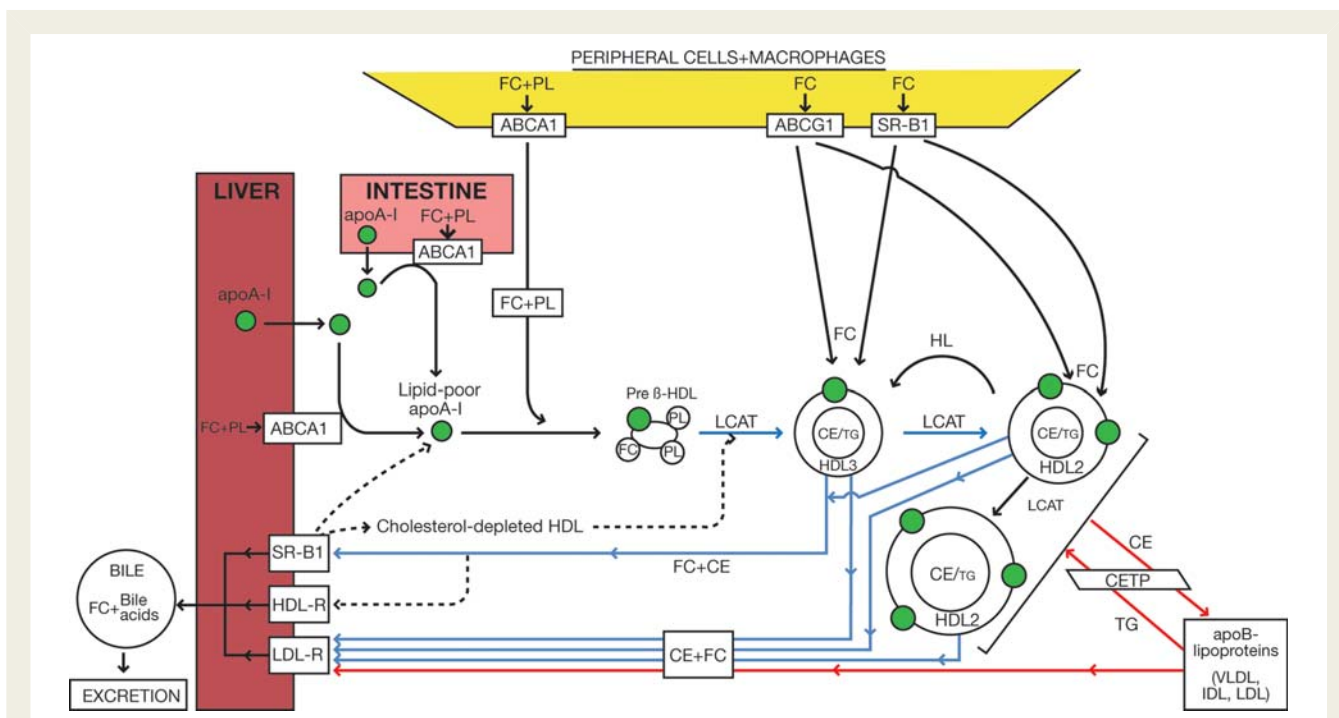 PERIPHERAL CELLS+MACROPHAGES
FC+PL
FC
FC
ABCA1
ABCG1
SR-B1
LIVER
INTESTINE
apoA-I
FC+PL
ABCA1
apoA-I
FC+PL
FC
HL
FC
Lipid-poor
apoA-I
Pre ß-HDL
PL
FC
PL
LCAT
CE/TG
HDL3
LCAT
CE/TG
HDL2
FC+PL
ABCA1
LCAT
Cholesterol-depleted HDL
SR-B1
FC+CE
CE/TG
HDL2
CE
CETP
TG
BILE
FC+Bile
acids
HDL-R
LDL-R
CE+FC
apoB-
lipoproteins
(VLDL,
IDL, LDL)
EXCRETION